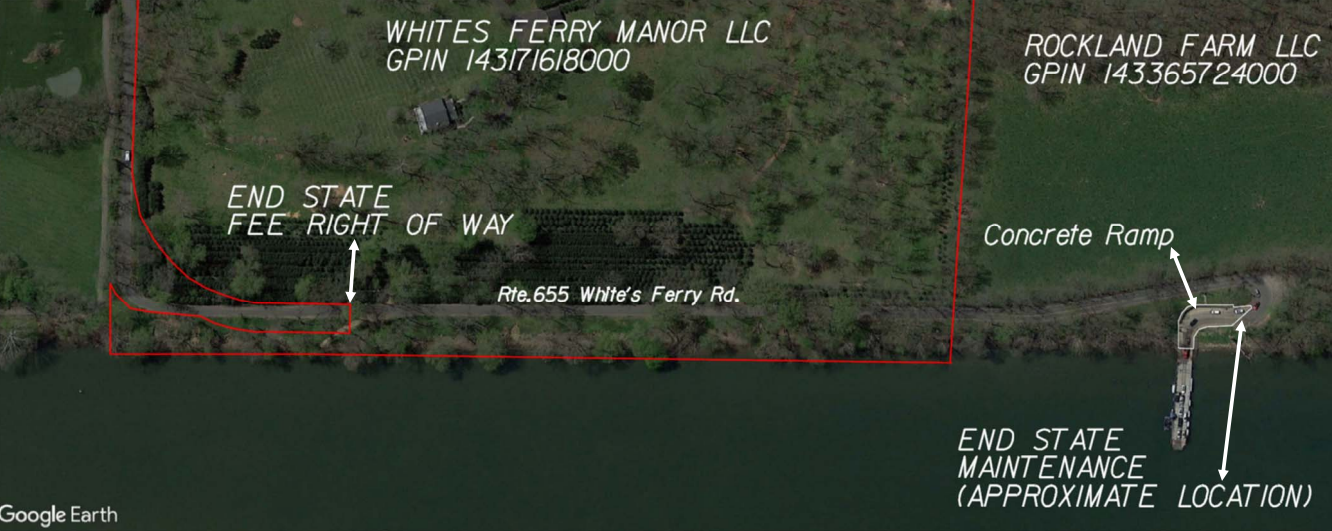 WHITES FERRY MANOR LLC
GPIN 143171618000
ROCKLAND FARM LLC
GPIN 143365724000
END STATE
FEE RIGHT OF WAY
Concrete Ramp
Rte.655 White's Ferry Rd.
END STATE
MAINTENANCE
(APPROXIMATE LOCATION)
Google Earth